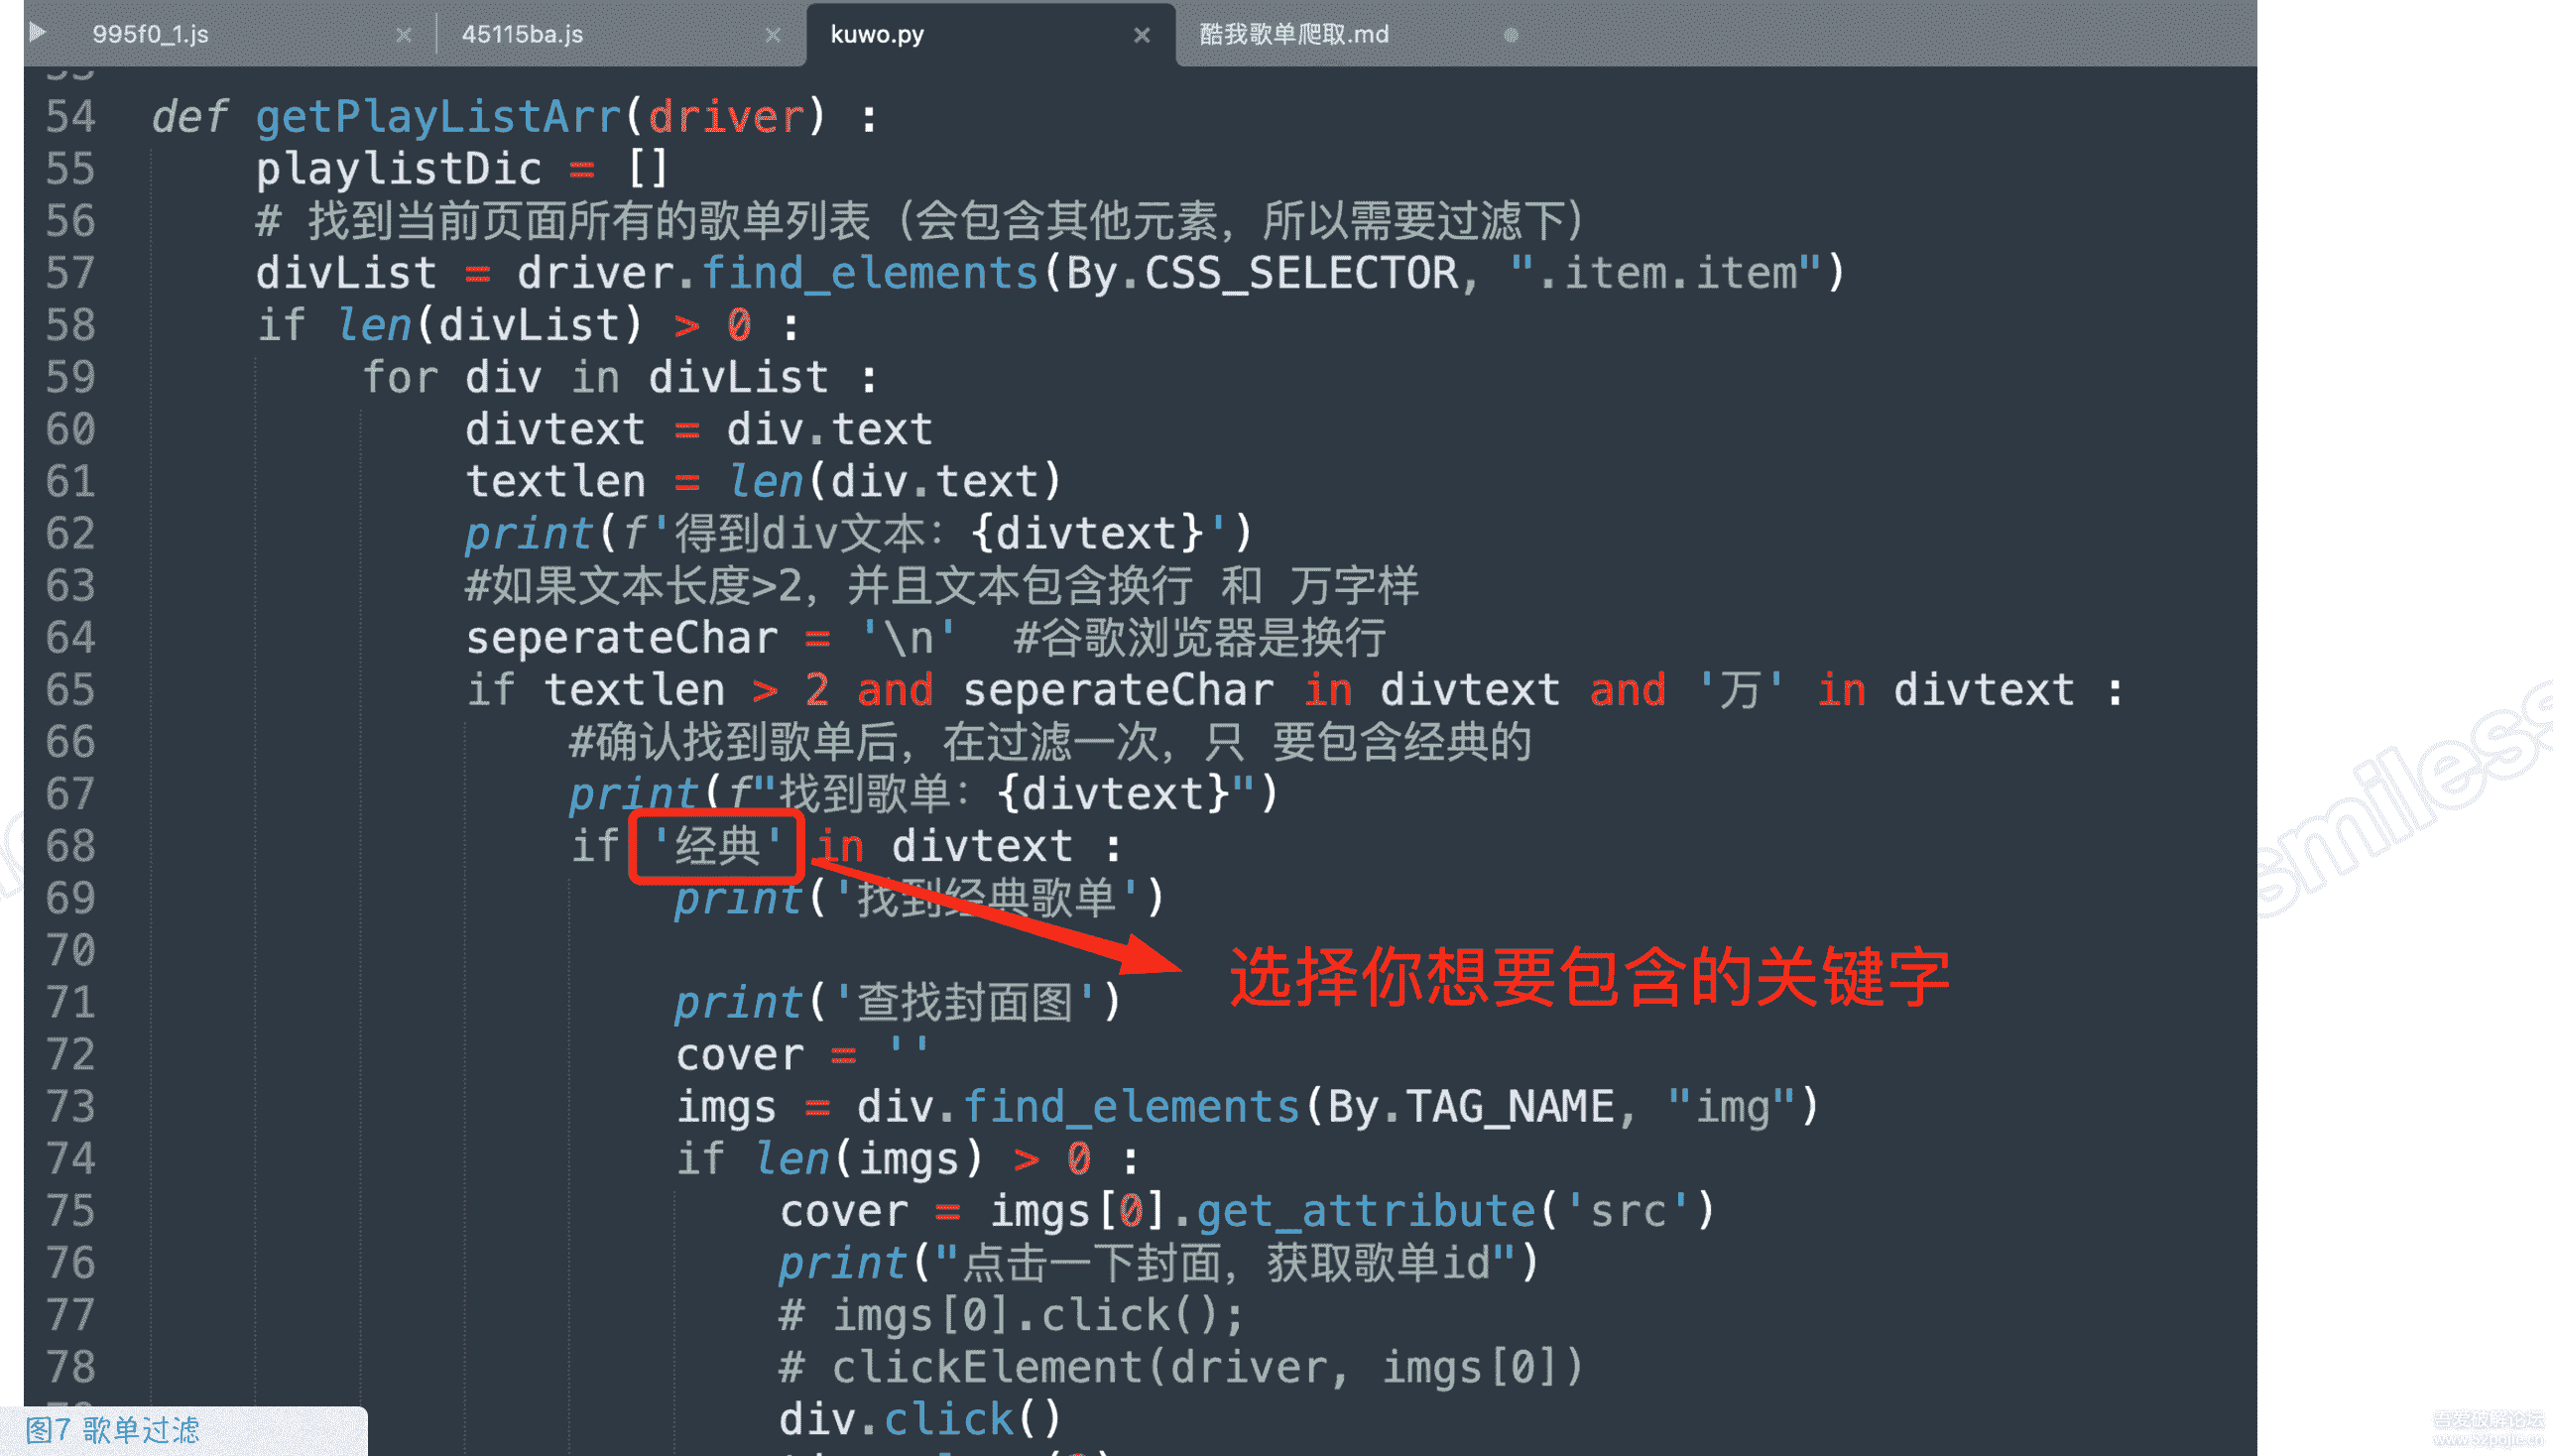 995f0_1.js × 45115ba.js × kuwo.py × 酷我歌单爬取.md
54 def getPlayListArr(driver) :
55 playlistDic = []
56 # 找到当前页面所有的歌单列表（会包含其他元素，所以需要过滤下）
57 divList = driver.find_elements(By.CSS_SELECTOR, ".item.item")
58 if len(divList) > 0 :
59 for div in divList :
60 divtext = div.text
61 textlen = len(div.text)
62 print(f'得到div文本：{divtext}')
63 #如果文本长度>2，并且文本包含换行 和 万字样
64 seperateChar = '\n' #谷歌浏览器是换行
65 if textlen > 2 and seperateChar in divtext and '万' in divtext :
66 #确认找到歌单后，在过滤一次，只 要包含经典的
67 print(f"找到歌单：{divtext}")
68 if '经典' in divtext :
69 print('找到经典歌单')
70
选择你想要包含的关键字
71 print('查找封面图')
72 cover = ''
73 imgs = div.find_elements(By.TAG_NAME, "img")
74 if len(imgs) > 0 :
75 cover = imgs[0].get_attribute('src')
76 print("点击一下封面，获取歌单id")
77 # imgs[0].click();
78 # clickElement(driver, imgs[0])
div.click()
图7 歌单过滤
smiless
吾爱破解论坛
www.52pojie.cn